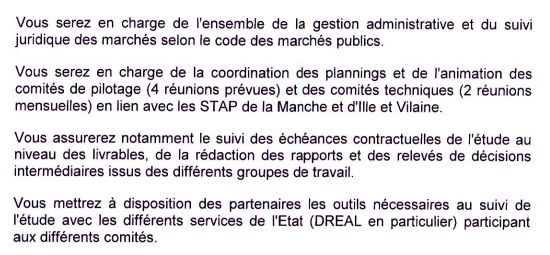 Vous serez en charge de l'ensemble de la gestion administrative et du suivi
juridique des marchés selon le code des marchés publics.
Vous serez en charge de la coordination des plannings et de l'animation des
comités de pilotage (4 réunions prévues) et des comités techniques (2 réunions
mensuelles) en lien avec les STAP de la Manche et d'Ille et Vilaine.
Vous assurerez notamment le suivi des échéances contractuelles de l'étude au
niveau des livrables, de la rédaction des rapports et des relevés de décisions
intermédiaires issus des différents groupes de travail.
Vous mettrez à disposition des partenaires les outils nécessaires au suivi de
l'étude avec les différents services de l'Etat (DREAL en particulier) participant
aux différents comités.